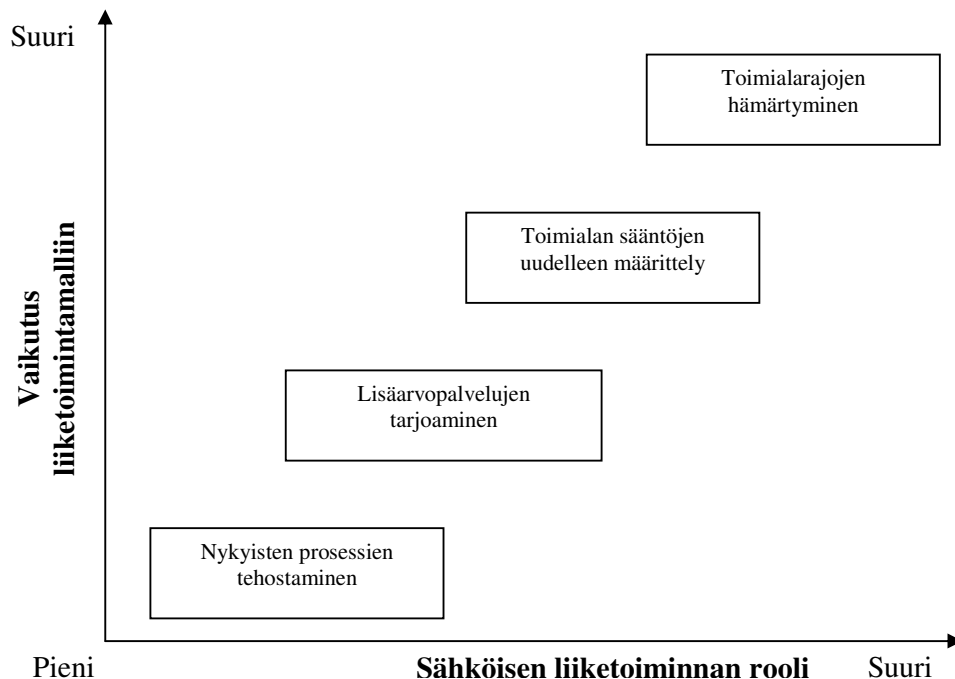 Suuri
Toimialarajojen
hämärtyminen
Toimialan sääntöjen
uudelleen määrittely
Vaikutus
liiketoimintamalliin
Lisäarvopalvelujen
tarjoaminen
Nykyisten prosessien
tehostaminen
Pieni
Sähköisen liiketoiminnan rooli
Suuri